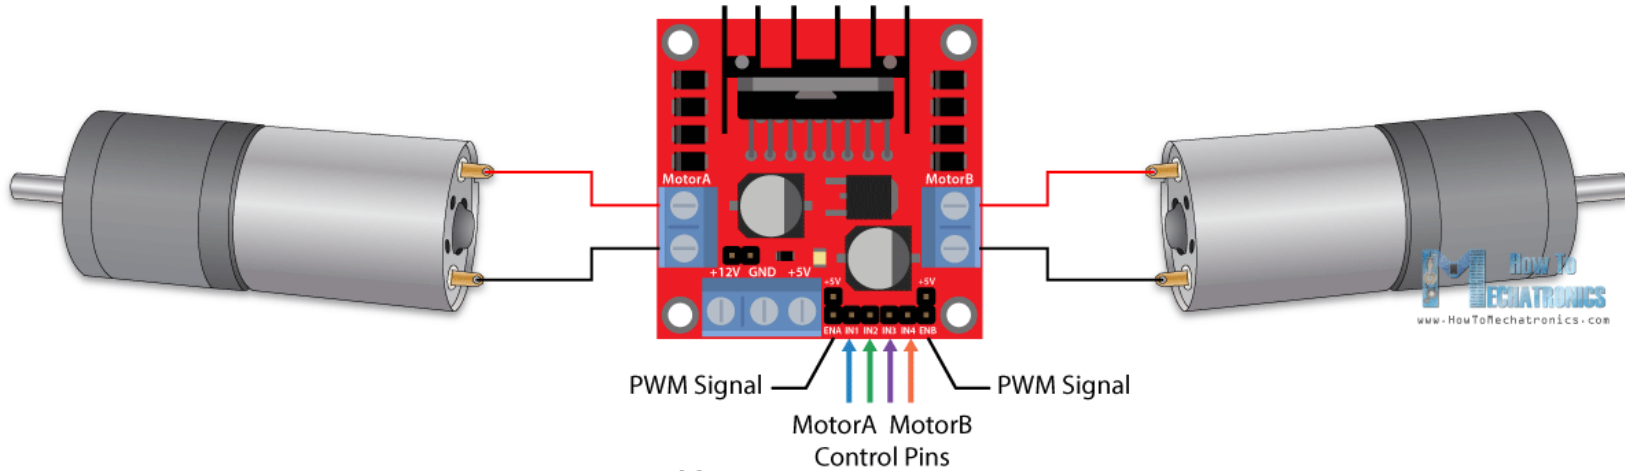 MotorA
MotorB
+12V GND +5V
+5V
+5V
ENA IN1 IN2 IN3 IN4 ENB
PWM Signal
PWM Signal
MotorA MotorB
Control Pins
How To
MECHATRONICS
www.HowToMechatronics.com